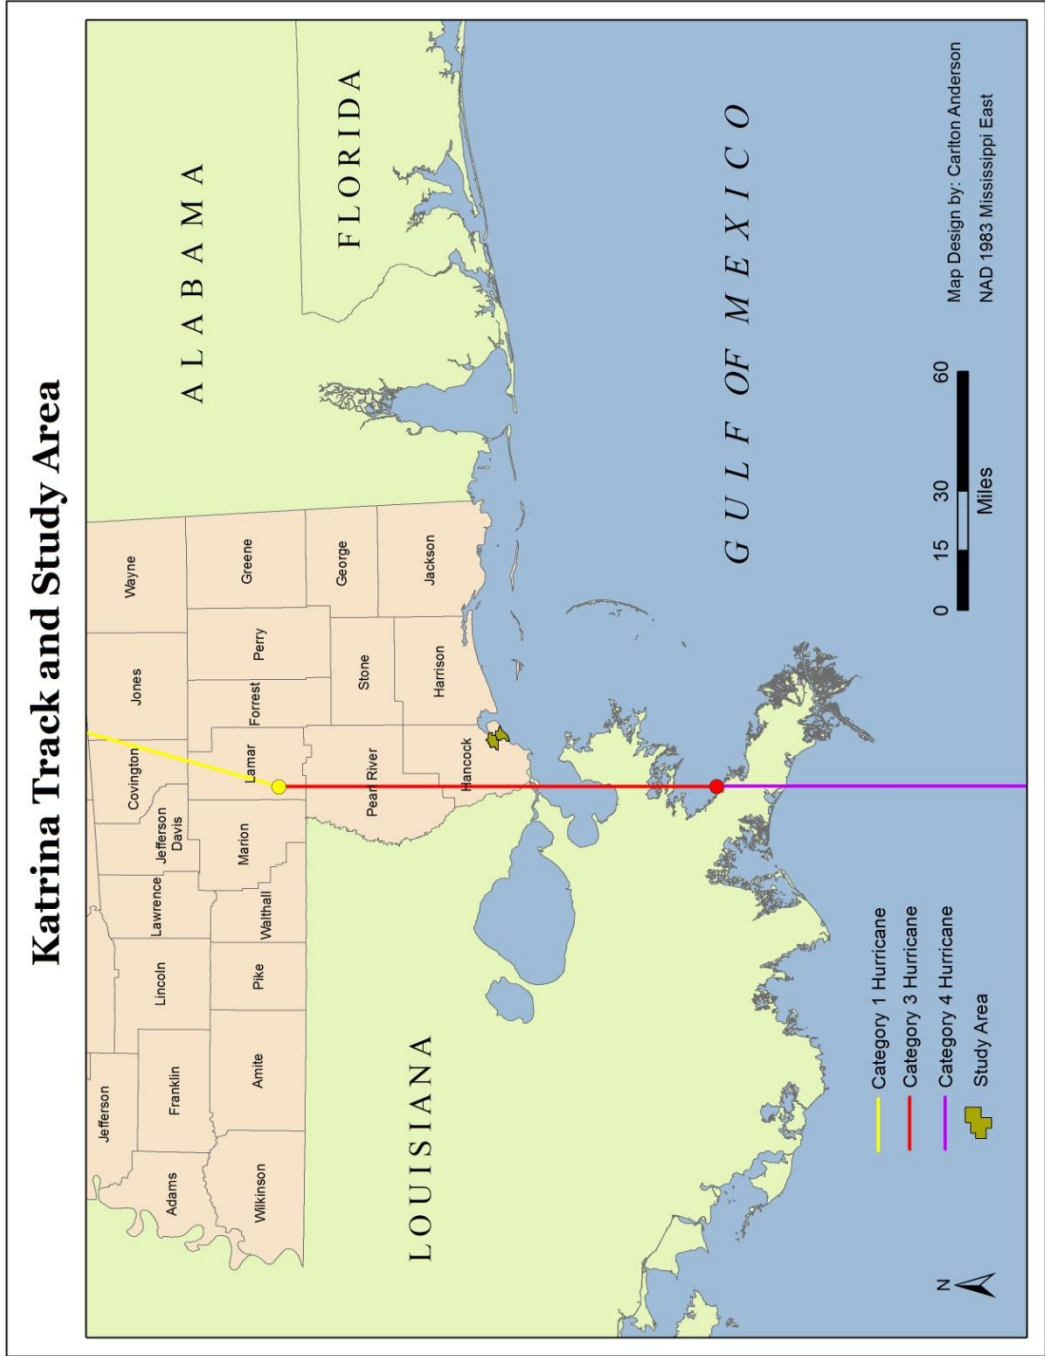 Katrina Track and Study Area
ALABAMA
FLORIDA
LOUISIANA
GULF OF MEXICO
Jefferson
Franklin
Adams
Wilkinson
Amite
Lincoln
Pike
Lawrence
Walthall
Jefferson
Davis
Marion
Covington
Lamar
Jones
Forrest
Perry
Wayne
Greene
George
Stone
Pearl River
Hancock
Harrison
Jackson
N
Category 1 Hurricane
Category 3 Hurricane
Category 4 Hurricane
Study Area
0 15 30 60
Miles
Map Design by: Carlton Anderson
NAD 1983 Mississippi East